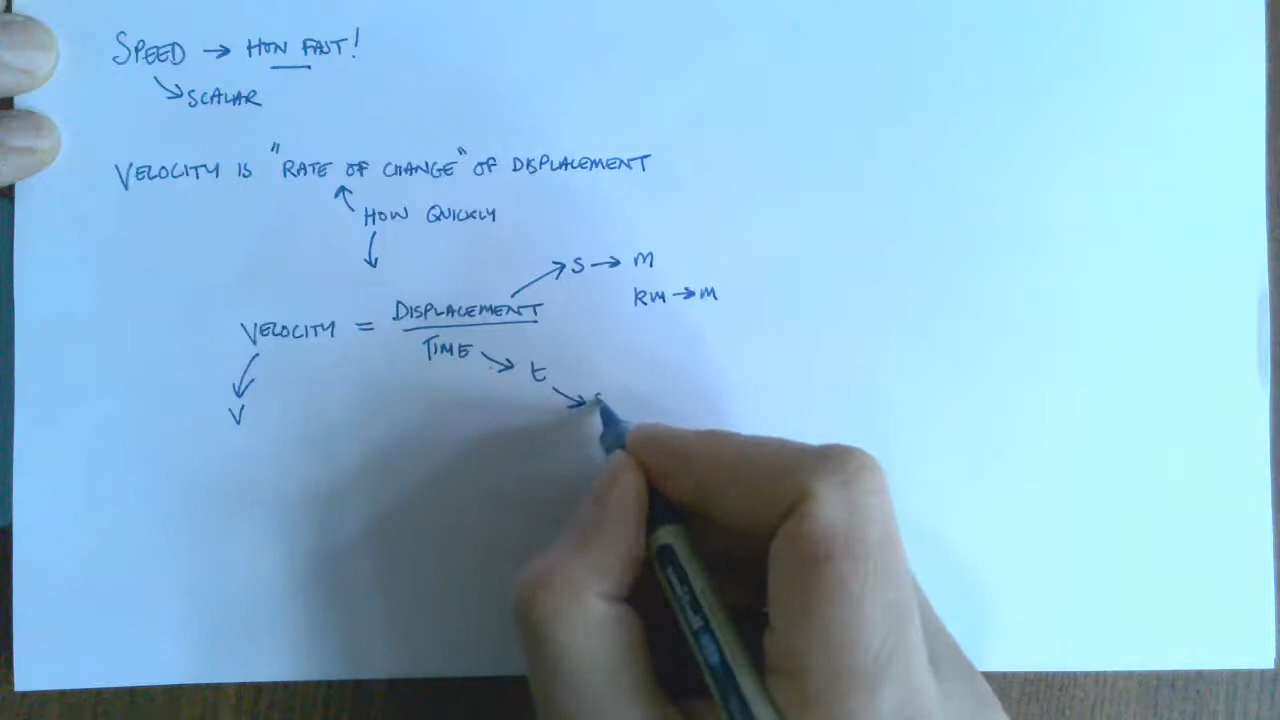 SPEED → HOW FAST!
SCALAR
VELOCITY IS "RATE OF CHANGE" OF DISPLACEMENT
HOW QUICKLY
S → m
km → m
VELOCITY = DISPLACEMENT
TIME
t
V